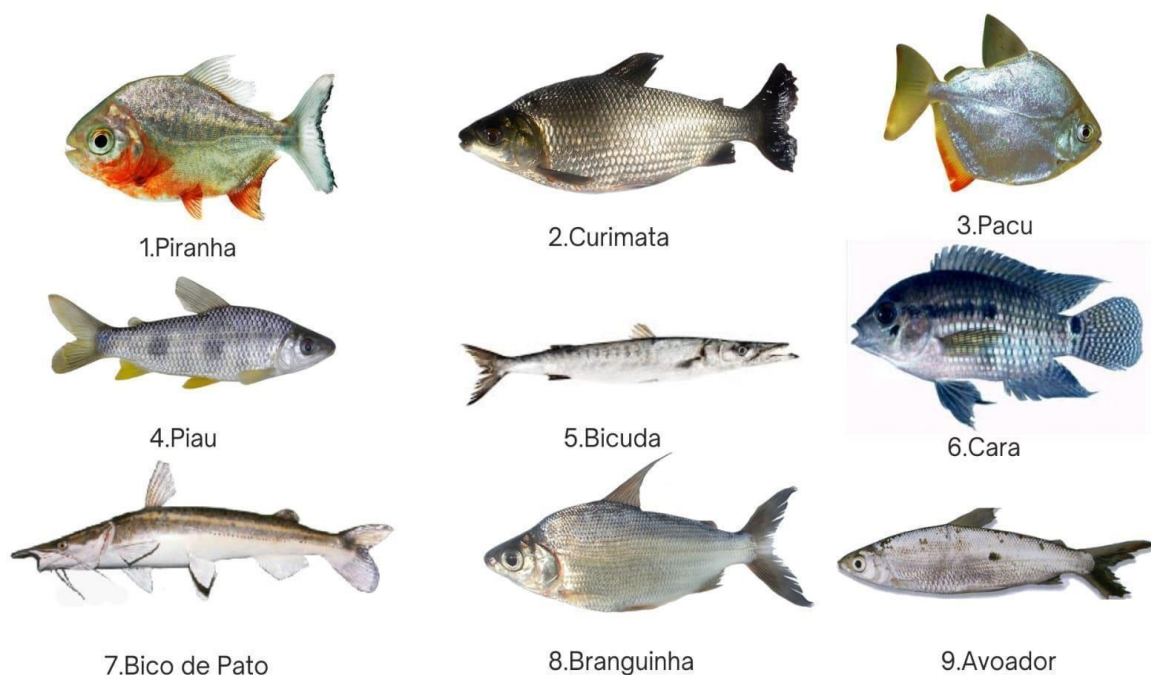 1.Piranha
2.Curimata
3.Pacu
4.Piau
5.Bicuda
6.Cara
7.Bico de Pato
8.Branguinha
9.Avoador